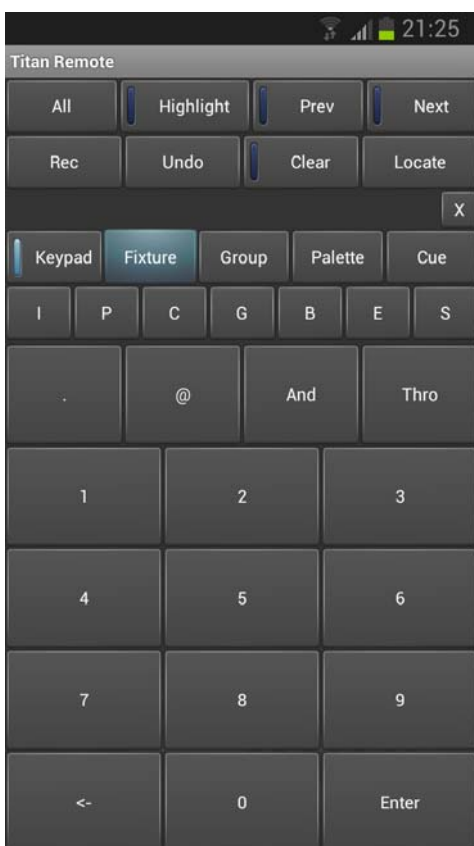 21:25
Titan Remote
All Highlight Prev Next
Rec Undo Clear Locate
X
Keypad Fixture Group Palette Cue
I P C G B E S
. @ And Thro
1 2 3
4 5 6
7 8 9
<- 0 Enter